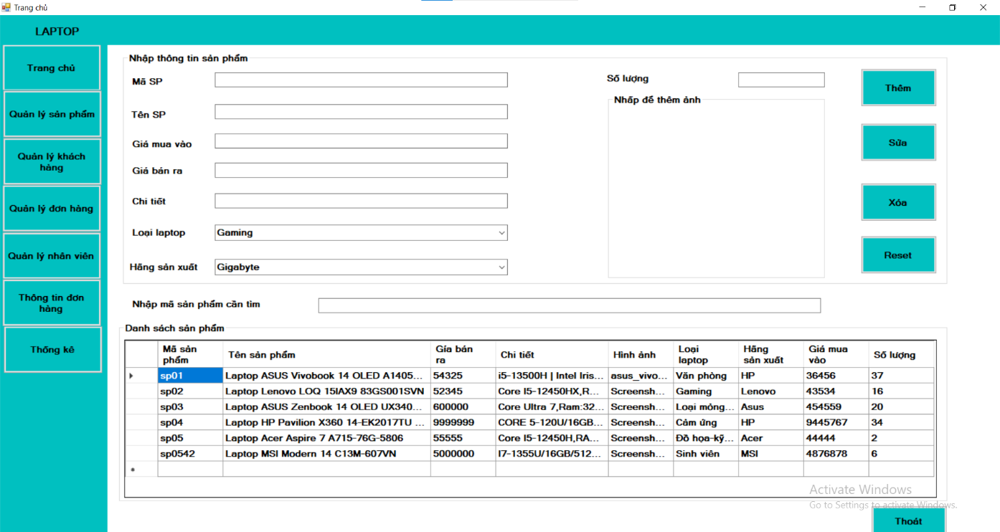 Trang chủ
LAPTOP
Trang chủ
Quản lý sản phẩm
Quản lý khách
hàng
Quản lý đơn hàng
Quản lý nhân viên
Thông tin đơn
hàng
Thống kê
Nhập thông tin sản phẩm
Mã SP
Tên SP
Giá mua vào
Giá bán ra
Chi tiết
Loại laptop
Gaming
Hãng sản xuất
Gigabyte
Số lượng
Nhấp để thêm ảnh
Thêm
Sửa
Xóa
Reset
Nhập mã sản phẩm cần tìm
Danh sách sản phẩm
Mã sản phẩm Tên sản phẩm Gía bán ra Chi tiết Hình ảnh Loại laptop Hãng sản xuất Giá mua vào Số lượng
sp01 Laptop ASUS Vivobook 14 OLED A1405... 54325 i5-13500H | Intel Iris... asus_vivo... Văn phòng HP 36456 37
sp02 Laptop Lenovo LOQ 15IAX9 83GS001SVN 52345 Core I5-12450HX,R... Screensh... Gaming Lenovo 43534 16
sp03 Laptop ASUS Zenbook 14 OLED UX340... 600000 Core Ultra 7,Ram:32... Screensh... Loại mỏng... Asus 454559 20
sp04 Laptop HP Pavilion X360 14-EK2017TU ... 9999999 CORE 5-120U/16GB... Screensh... Cảm ứng HP 9445767 34
sp05 Laptop Acer Aspire 7 A715-76G-5806 55555 Core I5-12450H,RA... Screensh... Đồ họa-kỹ... Acer 44444 2
sp0542 Laptop MSI Modern 14 C13M-607VN 5000000 I7-1355U/16GB/512... Screensh... Sinh viên MSI 4876878 6
Activate Windows
Go to Settings to activate Windows.
Thoát